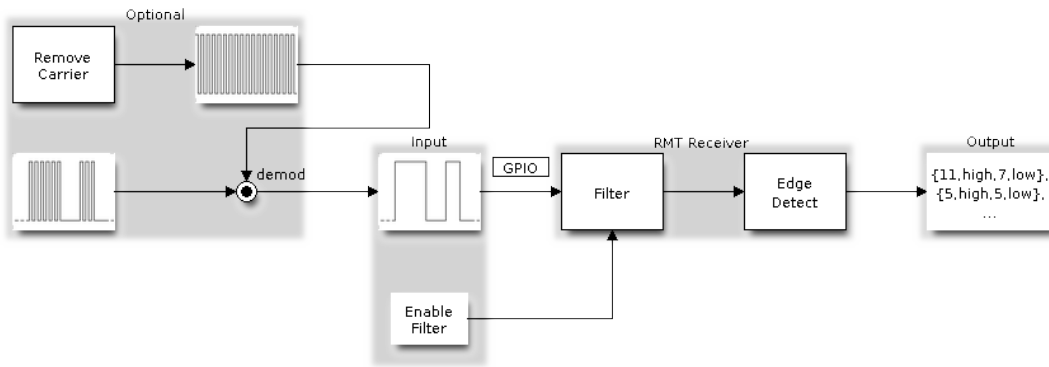 Optional
Remove
Carrier
demod
Input
GPIO
Enable
Filter
RMT Receiver
Filter
Edge
Detect
Output
{11,high,7,low},
{5,high,5,low},
...